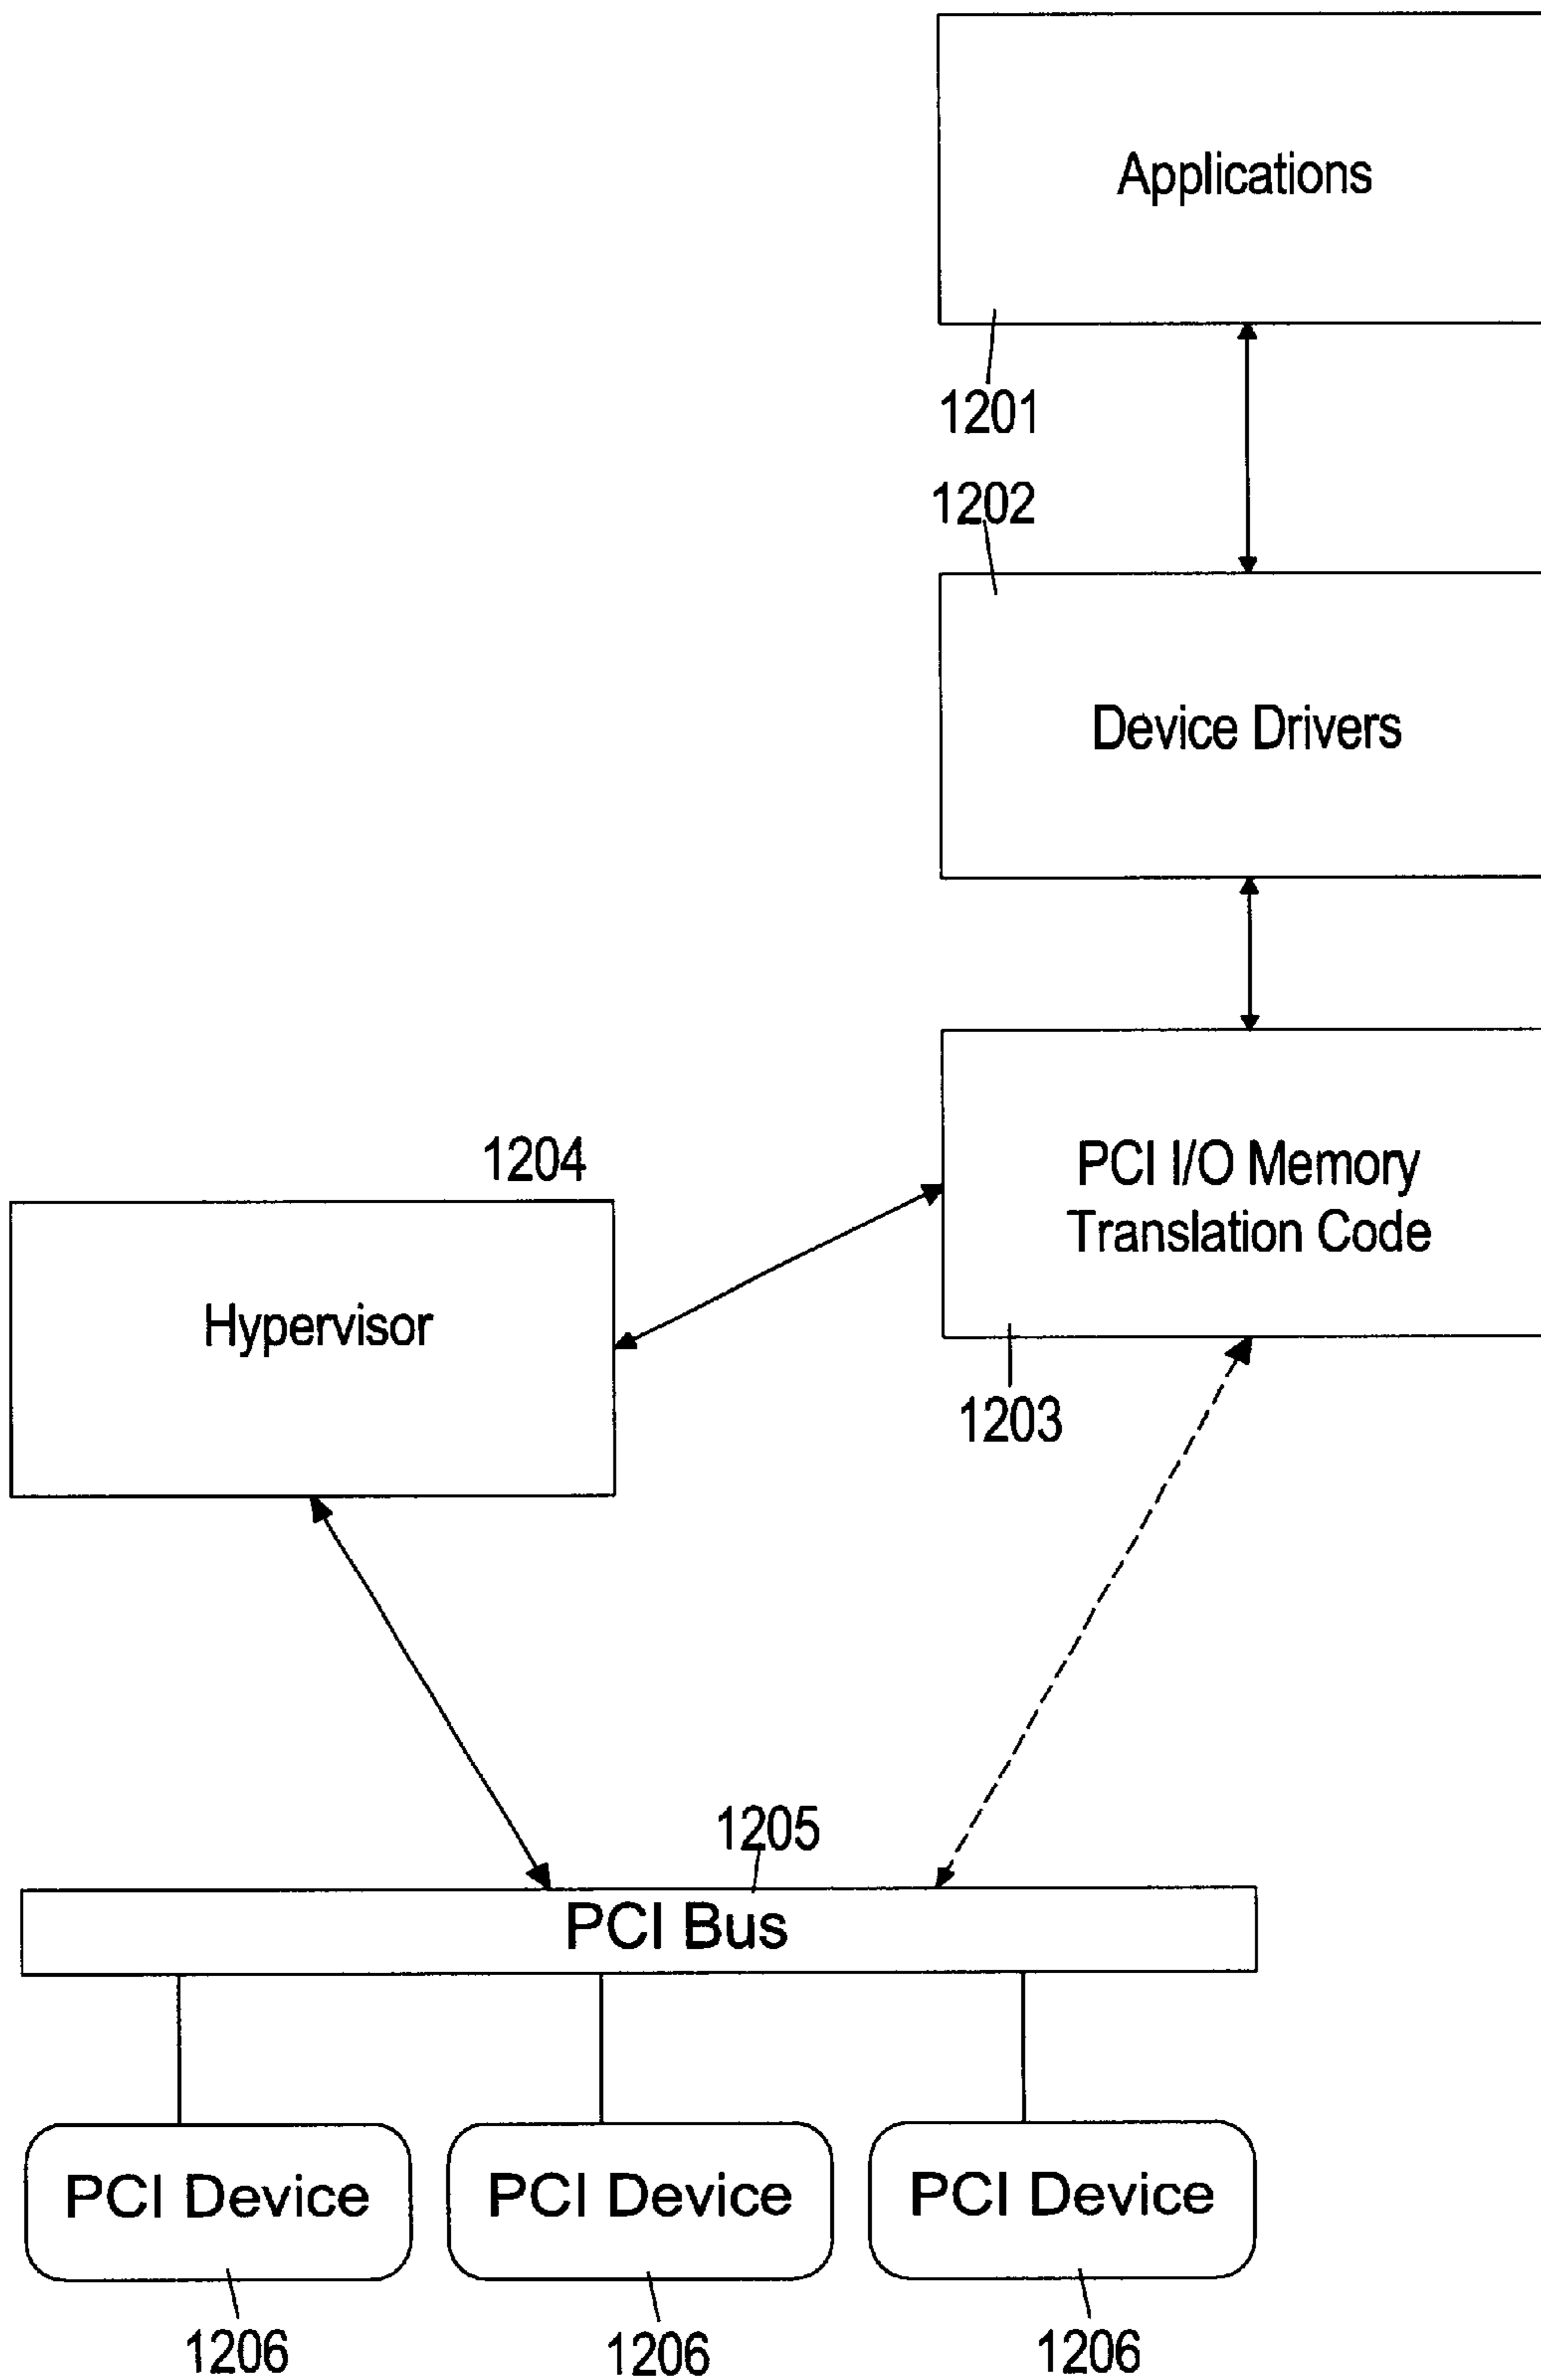 Applications
1201
1202
Device Drivers
PCI I/O Memory
Translation Code
1204
Hypervisor
1203
1205
PCI Bus
PCI Device
PCI Device
PCI Device
1206
1206
1206